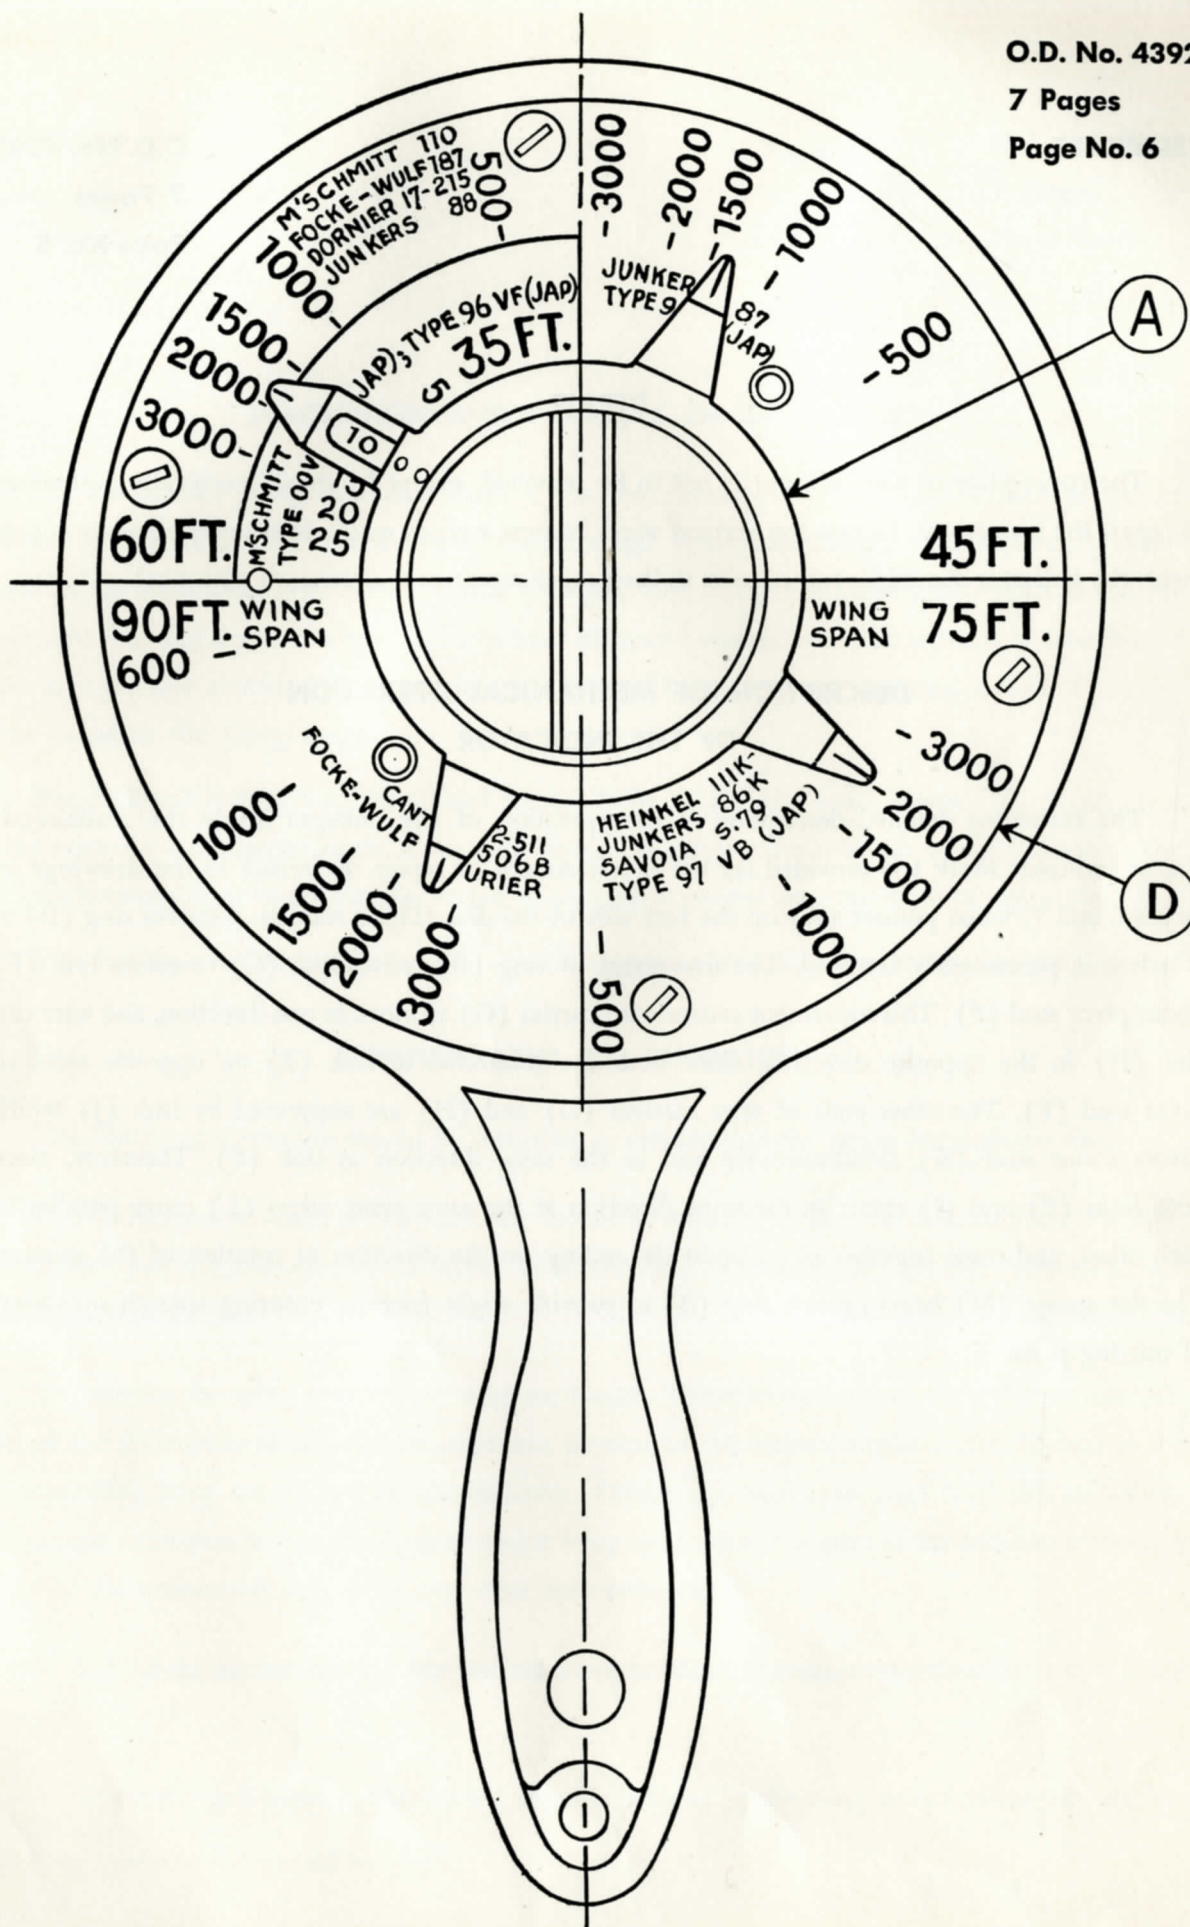 O.D. No. 4392
7 Pages
Page No. 6
M'SCHMITT 110
FOCKE-WULF 187
DORNIER 17-215
JUNKERS 88
500-
1000-
1500-
2000-
3000-
60 FT.
JAP); TYPE 96 VF (JAP)
35 FT.
5
10
20
25
M'SCHMITT
TYPE 00V
-3000
-2000
-1500
-1000
-500
JUNKER
TYPE 9
87
(JAP)
45 FT.
A
90 FT.
WING
SPAN
600 -
1000-
1500-
2000-
3000-
FOCKE-WULF
CANT
Z-511
506B
URIER
WING
SPAN
75 FT.
-3000
-2000
-1500
-1000
-500
HEINKEL 111K-
JUNKERS 86K
SAVOIA S.79
TYPE 97 VB (JAP)
D